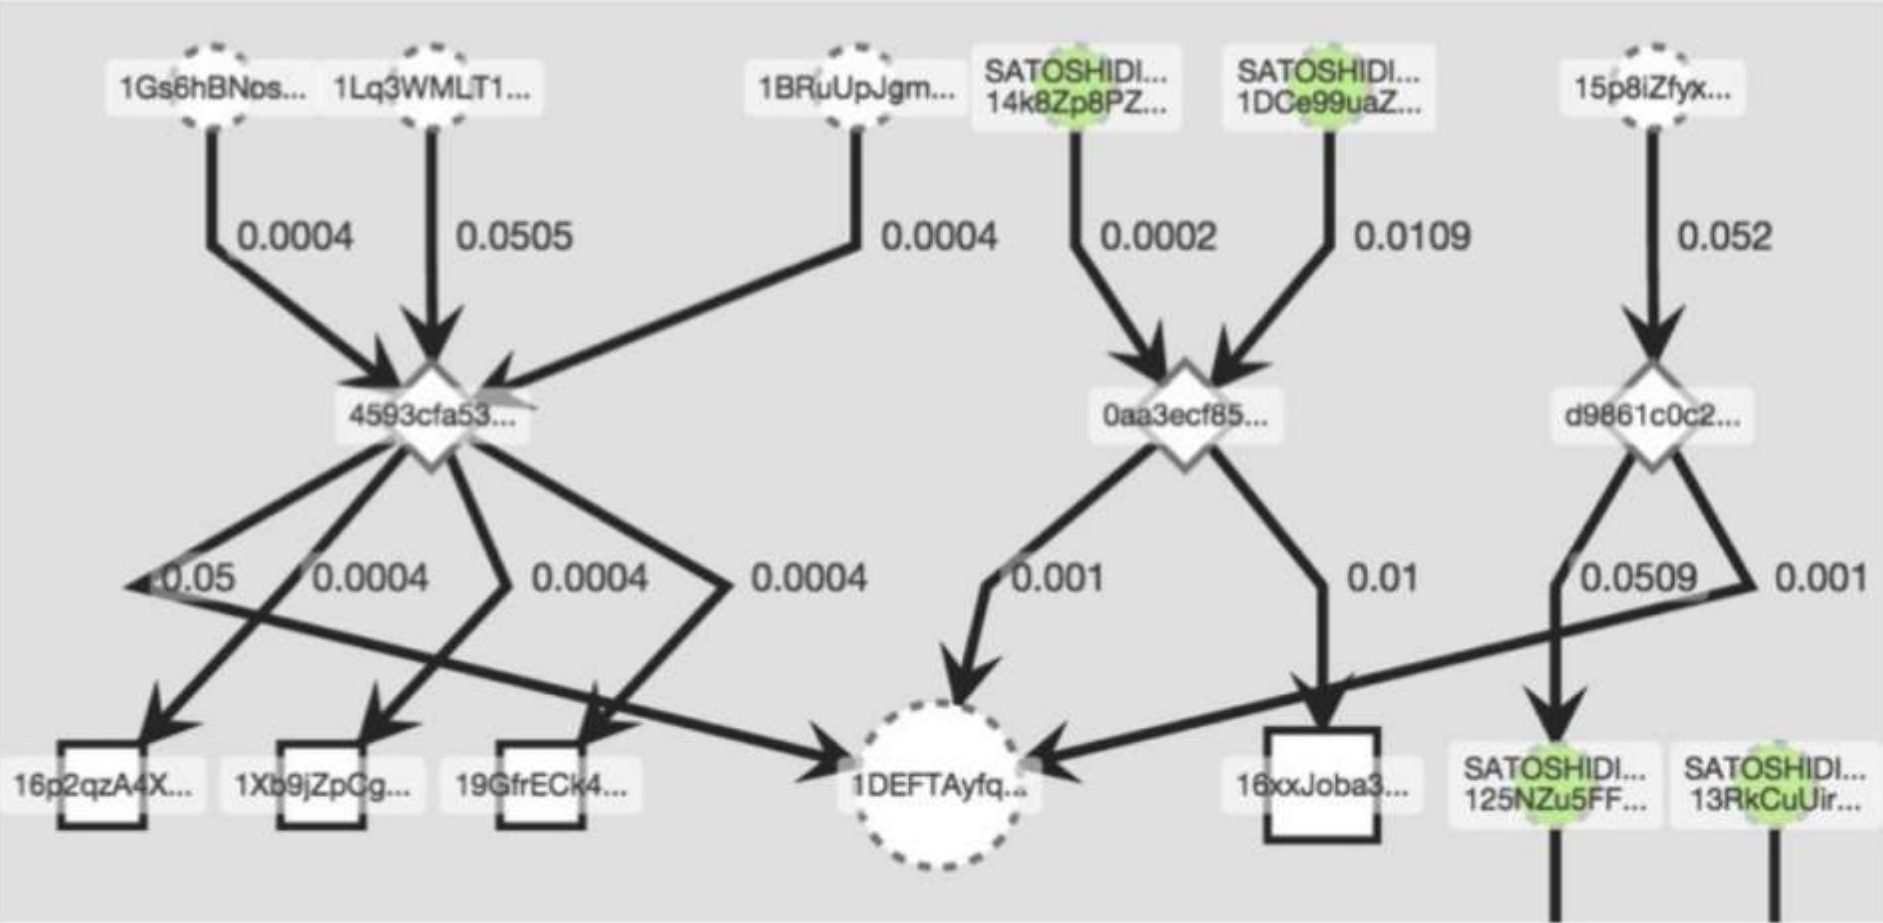 1Gs6hBNos...
1Lq3WMLT1...
1BRuUpJgm...
SATOSHIDI...
14k8Zp8PZ...
SATOSHIDI...
1DCe99uaZ...
15p8iZfyx...
0.0004
0.0505
0.0004
0.0002
0.0109
0.052
4593cfa53...
0aa3ecf85...
d9861c0c2...
0.05
0.0004
0.0004
0.0004
0.001
0.01
0.0509
0.001
16p2qzA4X...
1Xb9jZpCg...
19GfrECk4...
1DEFTAyfq...
16xxJoba3...
SATOSHIDI...
125NZu5FF...
SATOSHIDI...
13RkCuUir...